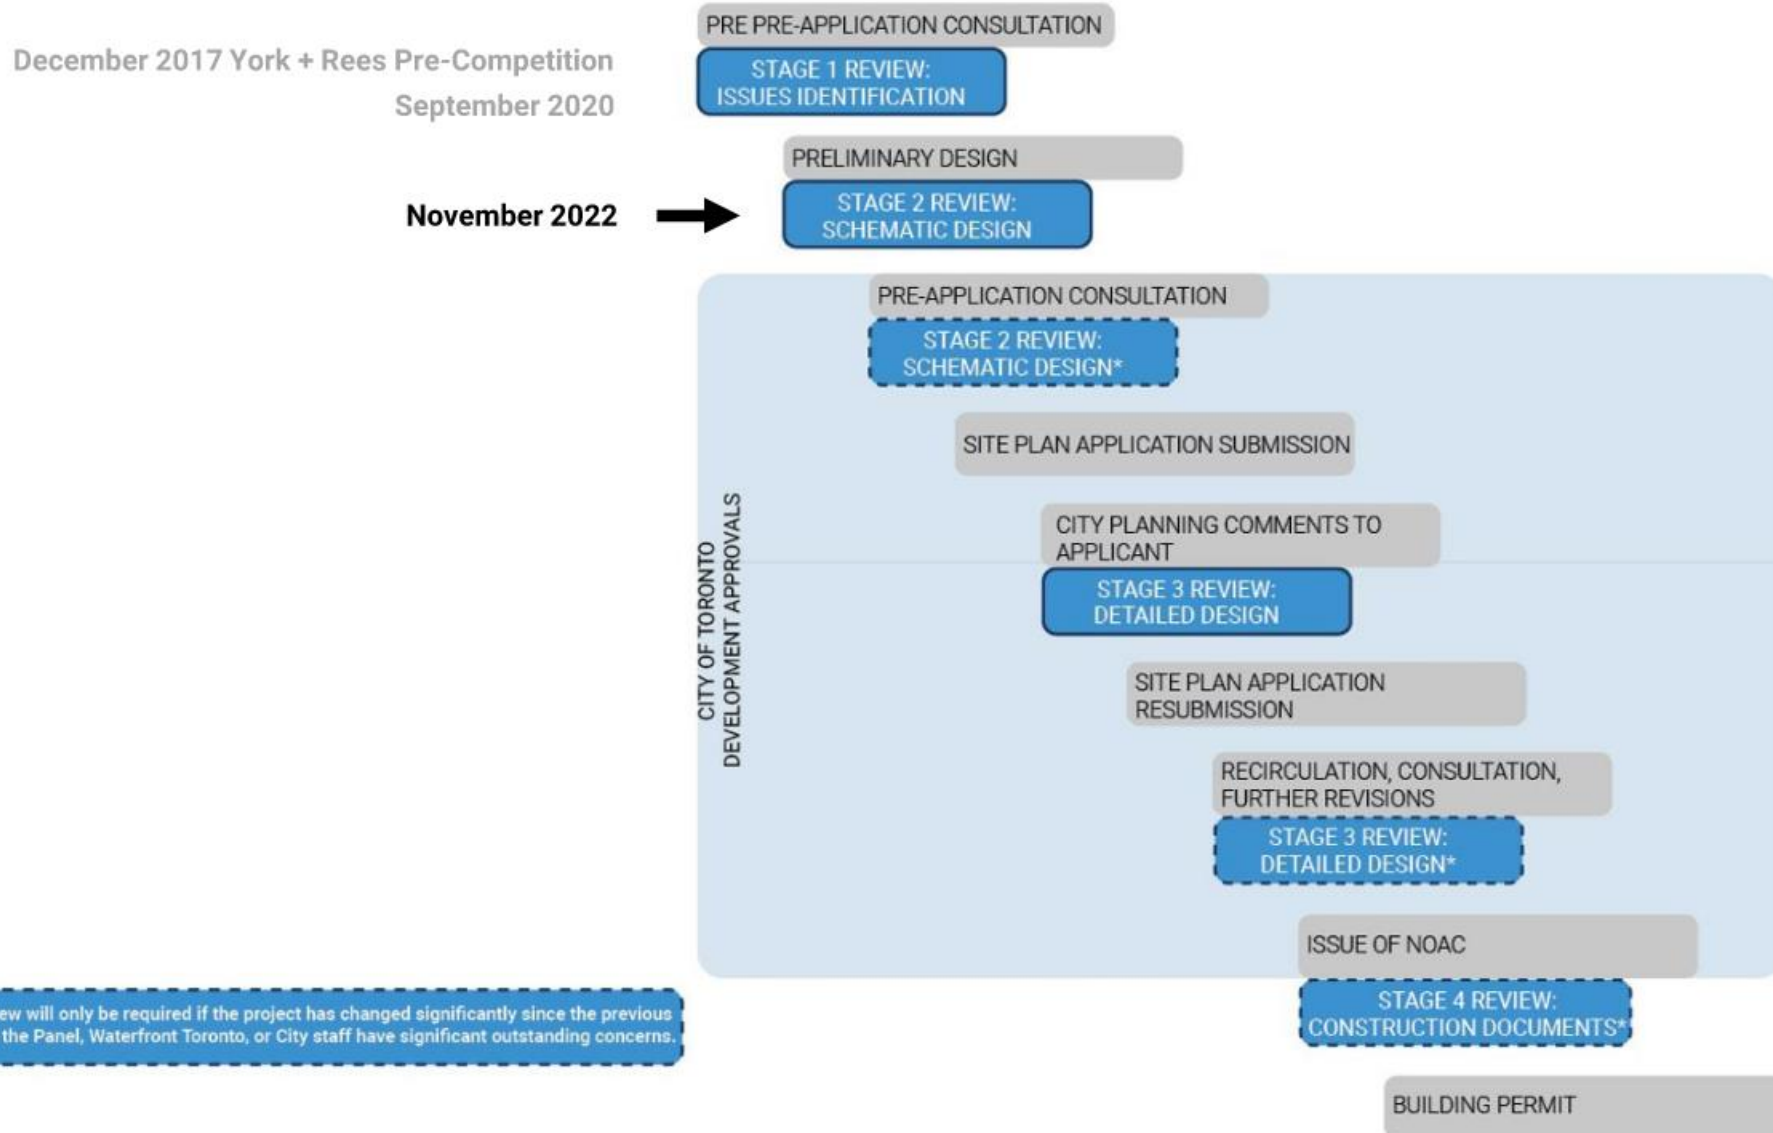 PRE PRE-APPLICATION CONSULTATION
December 2017 York + Rees Pre-Competition
September 2020
STAGE 1 REVIEW:
ISSUES IDENTIFICATION
PRELIMINARY DESIGN
November 2022
STAGE 2 REVIEW:
SCHEMATIC DESIGN
PRE-APPLICATION CONSULTATION
STAGE 2 REVIEW:
SCHEMATIC DESIGN*
SITE PLAN APPLICATION SUBMISSION
CITY OF TORONTO
DEVELOPMENT APPROVALS
CITY PLANNING COMMENTS TO
APPLICANT
STAGE 3 REVIEW:
DETAILED DESIGN
SITE PLAN APPLICATION
RESUBMISSION
RECIRCULATION, CONSULTATION,
FURTHER REVISIONS
STAGE 3 REVIEW:
DETAILED DESIGN*
ISSUE OF NOAC
STAGE 4 REVIEW:
CONSTRUCTION DOCUMENTS*
will only be required if the project has changed significantly since the previous
the Panel, Waterfront Toronto, or City staff have significant outstanding concerns.
BUILDING PERMIT